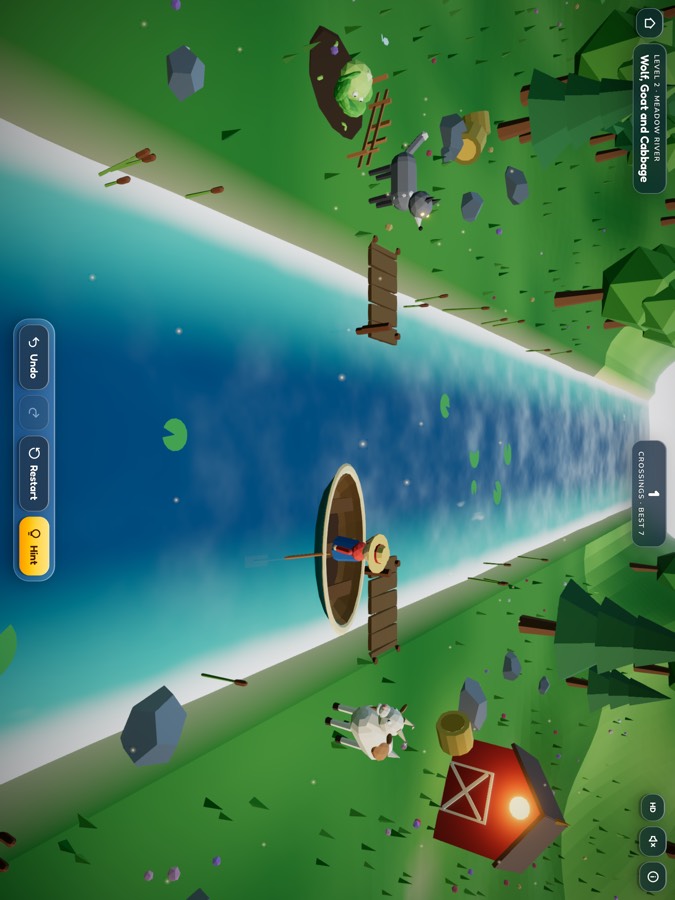 LEVEL 2 · MEADOW RIVER
Wolf, Goat and Cabbage
1
CROSSINGS · BEST 7
HD
Undo
Restart
Hint